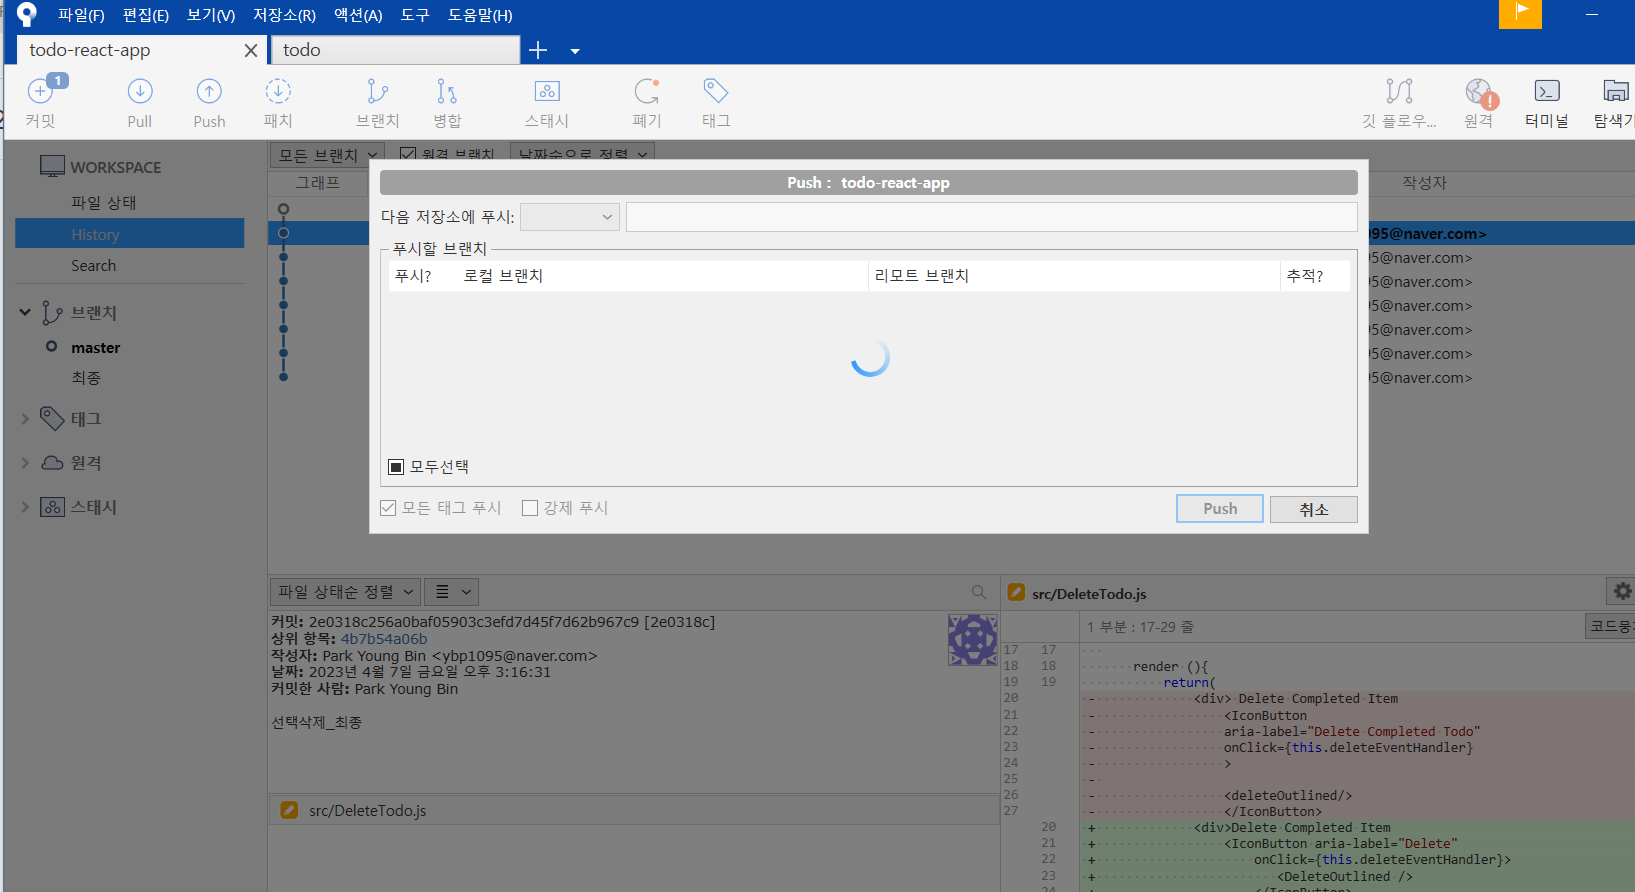 파일(F) 편집(E) 보기(V) 저장소(R) 액션(A) 도구 도움말(H)
todo-react-app todo
1
커밋 Pull Push 패치 브랜치 병합 스태시 폐기 태그 깃 플로우... 원격 터미널 탐색기
WORKSPACE
파일 상태
History
Search
브랜치
master
최종
태그
원격
스태시
모든 브랜치 원격 브랜치 날짜순으로 정렬
그래프 작성자
Push : todo-react-app
다음 저장소에 푸시:
푸시할 브랜치
푸시? 로컬 브랜치 리모트 브랜치 추적?
모두선택
모든 태그 푸시 강제 푸시 Push 취소
95@naver.com>
5@naver.com>
5@naver.com>
5@naver.com>
5@naver.com>
5@naver.com>
5@naver.com>
파일 상태순 정렬
커밋: 2e0318c256a0baf05903c3efd7d45f7d62b967c9 [2e0318c]
상위 항목: 4b7b54a06b
작성자: Park Young Bin <ybp1095@naver.com>
날짜: 2023년 4월 7일 금요일 오후 3:16:31
커밋한 사람: Park Young Bin
선택삭제_최종
src/DeleteTodo.js
src/DeleteTodo.js
1 부분 : 17-29 줄 코드뭉
17 17
18 18 render (){
19 19 return(
20 - <div> Delete Completed Item
21 - <IconButton
22 - aria-label="Delete Completed Todo"
23 - onClick={this.deleteEventHandler}
24 - >
25 -
26 - <deleteOutlined/>
27 - </IconButton>
20 + <div>Delete Completed Item
21 + <IconButton aria-label="Delete"
22 + onClick={this.deleteEventHandler}>
23 + <DeleteOutlined />
24 + </IconButton>